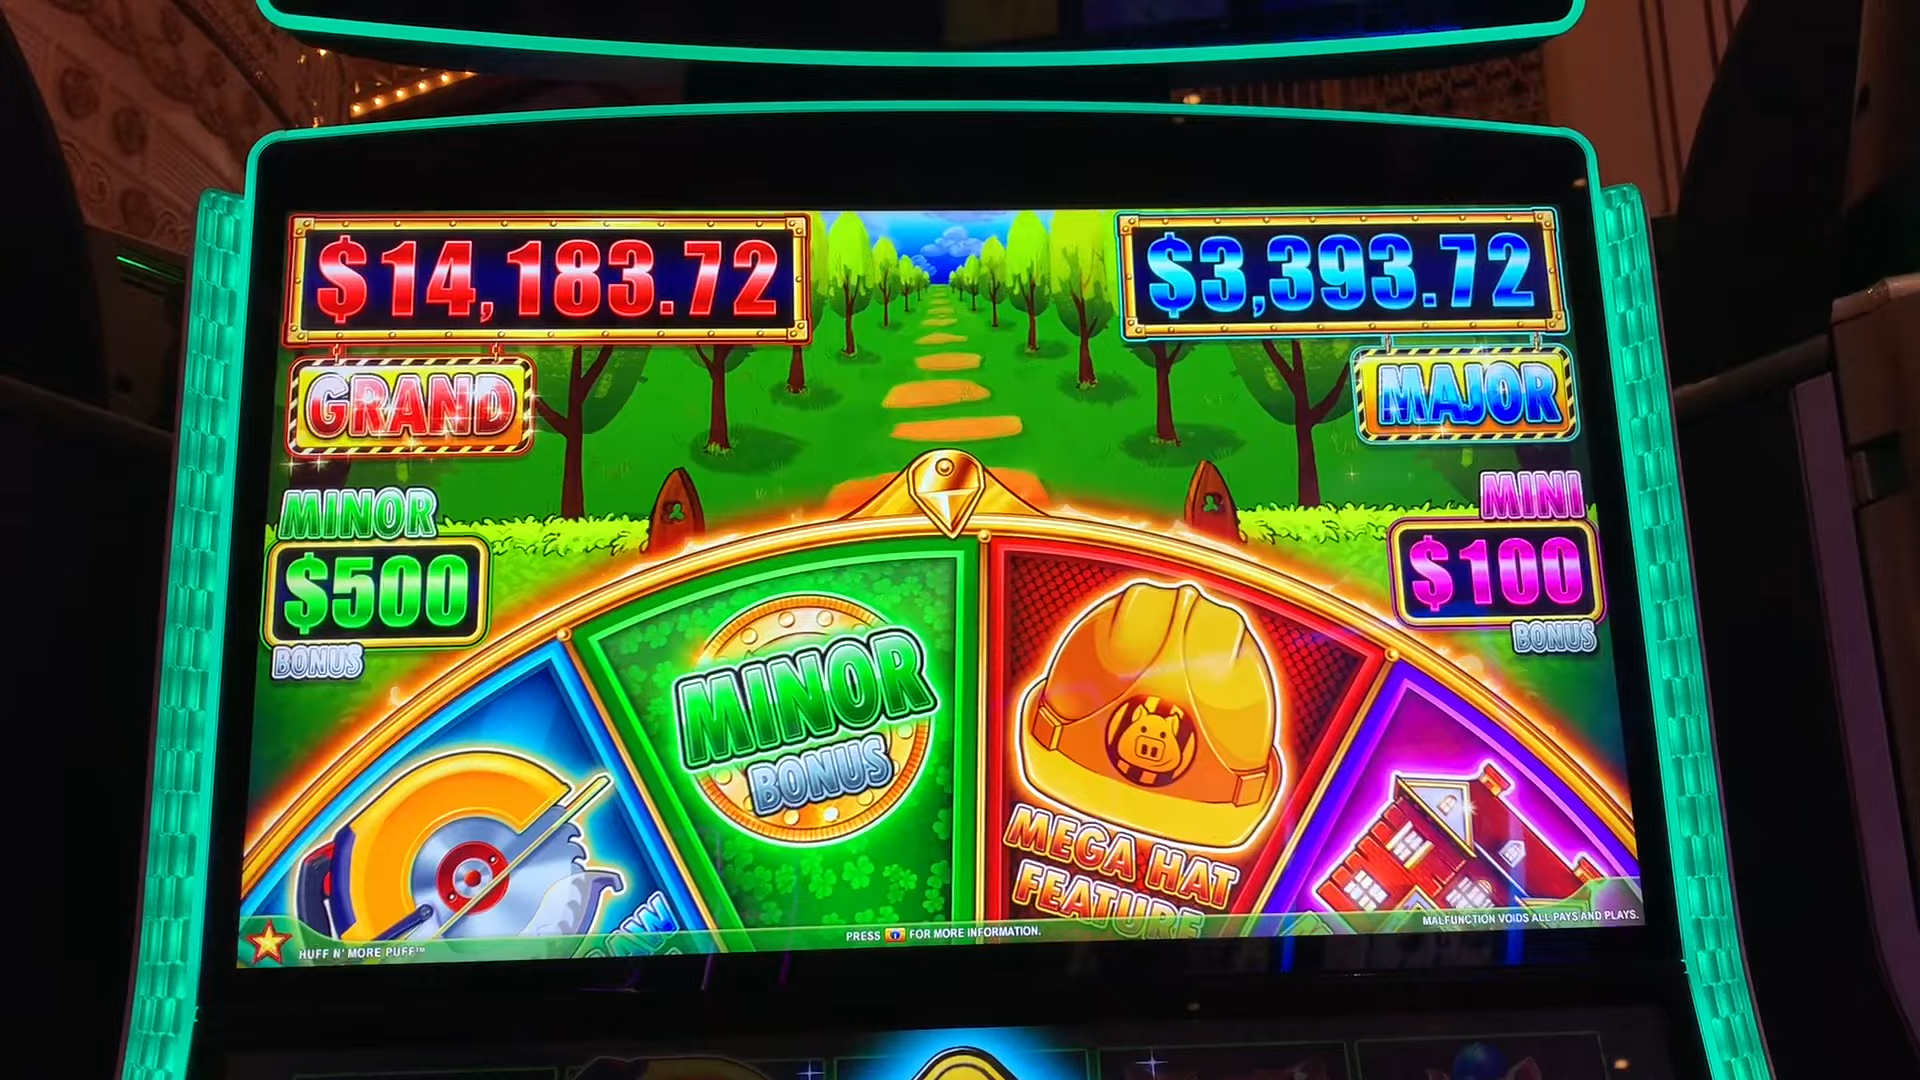 $14,183.72
$3,393.72
GRAND
MAJOR
MINOR
$500
BONUS
MINI
$100
BONUS
MINOR
BONUS
MEGA HAT
FEATURE
SAW
HUFF N' MORE PUFF™
PRESS FOR MORE INFORMATION.
MALFUNCTION VOIDS ALL PAYS AND PLAYS.